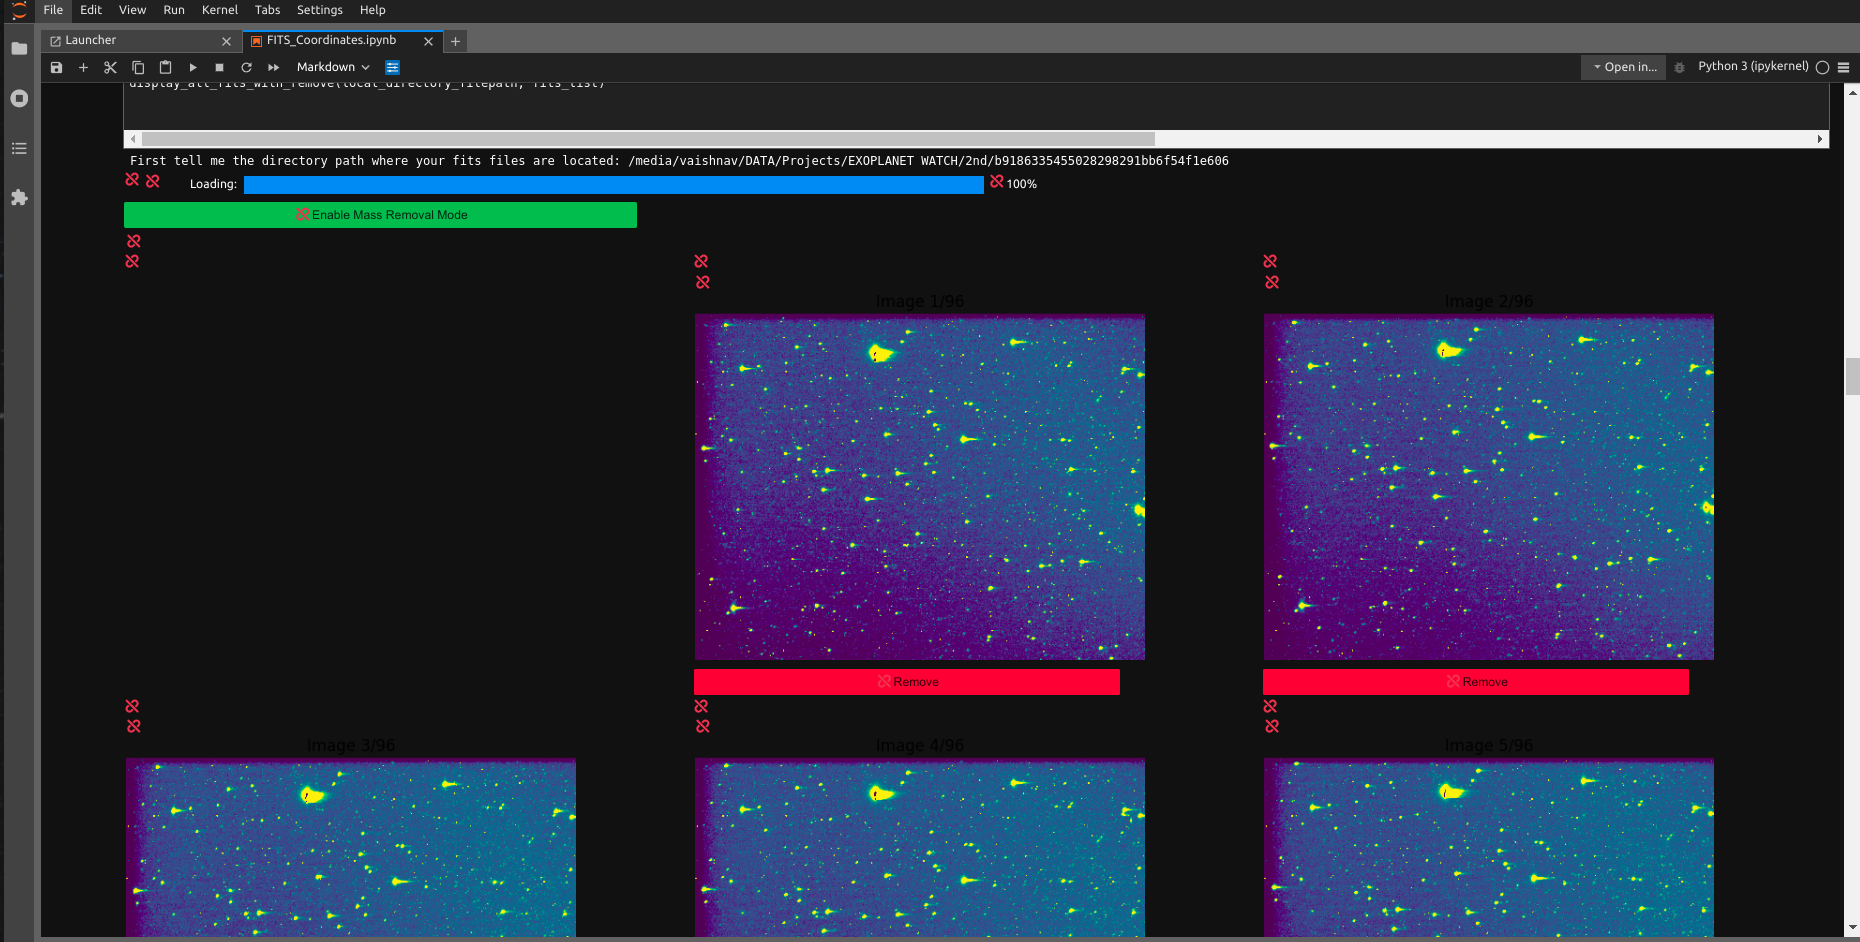 File Edit View Run Kernel Tabs Settings Help
Launcher
FITS_Coordinates.ipynb
Markdown
Open in...
Python 3 (ipykernel)
display_all_fits_with_remove(local_directory_filepath, fits_list)
First tell me the directory path where your fits files are located: /media/vaishnav/DATA/Projects/EXOPLANET WATCH/2nd/b9186335455028298291bb6f54f1e606
Loading: 100%
Enable Mass Removal Mode
Image 1/96
Image 2/96
Remove
Remove
Image 3/96
Image 4/96
Image 5/96